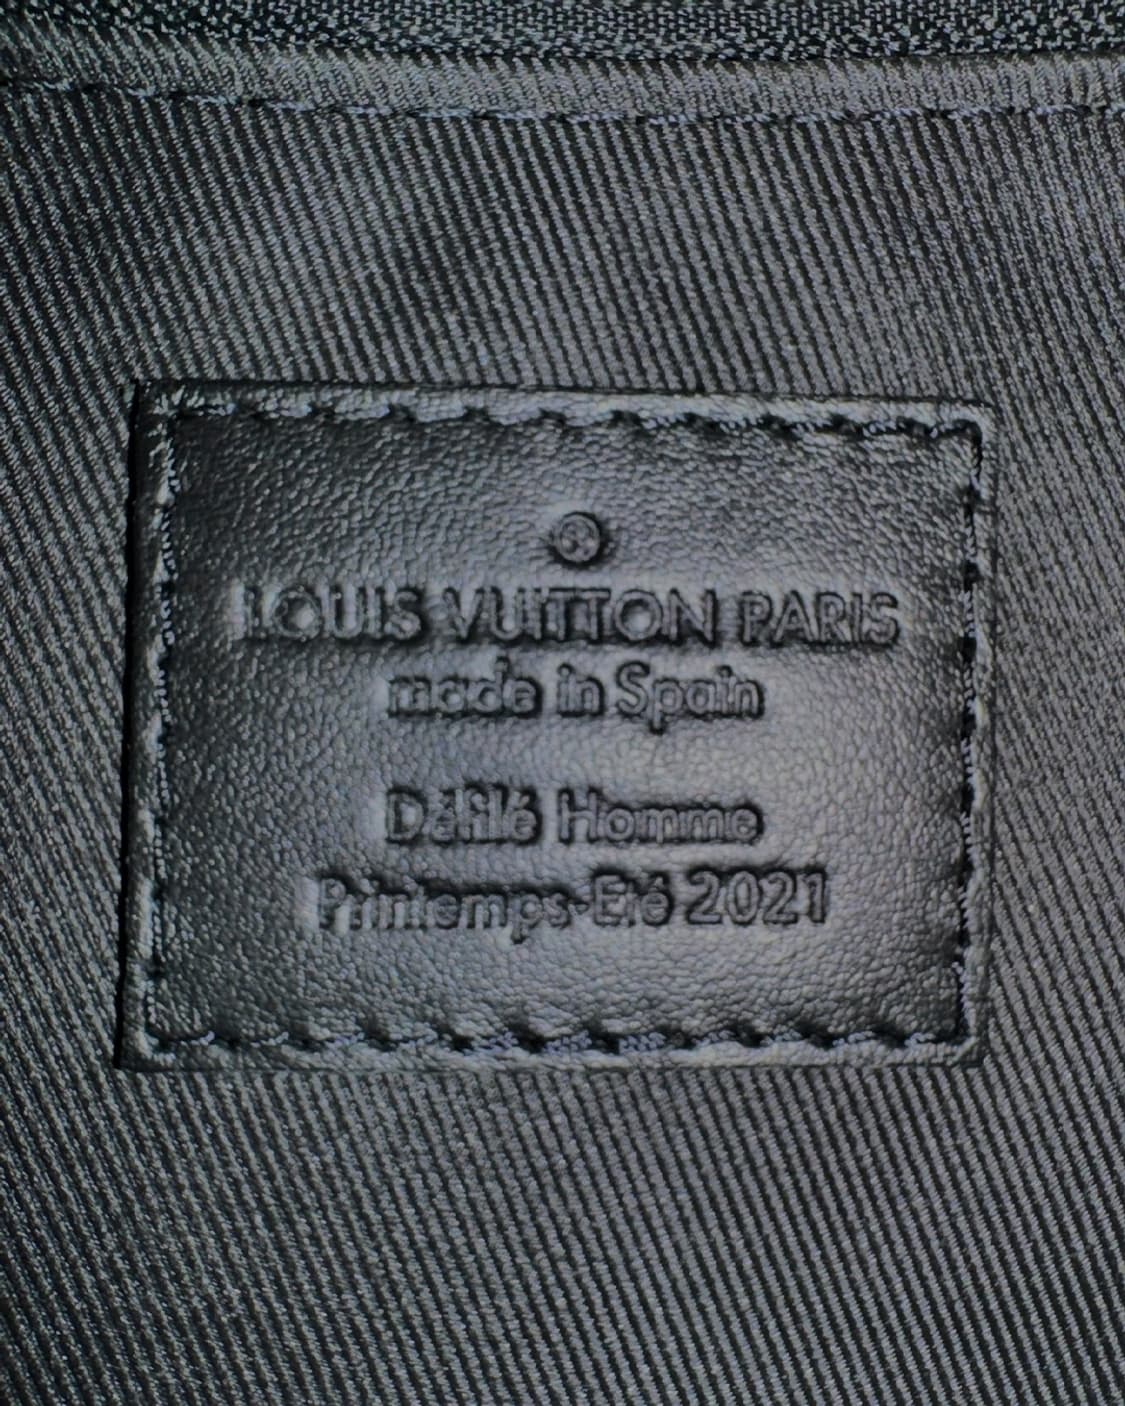 ®
LOUIS VUITTON PARIS
made in Spain
Défilé Homme
Printemps-Eté 2021